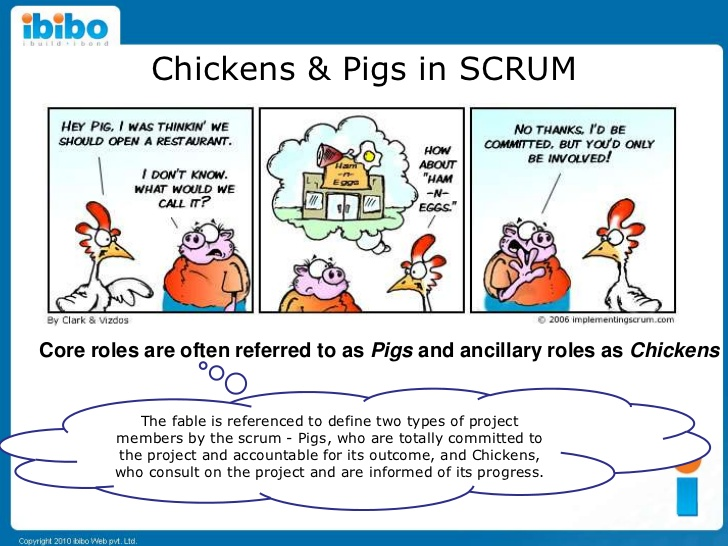 ibibo
ibuild • ibond
Chickens & Pigs in SCRUM
HEY PIG, I WAS THINKIN' WE
SHOULD OPEN A RESTAURANT.
I DON'T KNOW.
WHAT WOULD WE
CALL IT?
Ham
-n-
Eggs
HOW
ABOUT
"HAM
-N-
EGGS."
NO THANKS, I'D BE
COMMITTED, BUT YOU'D ONLY
BE INVOLVED!
By Clark & Vizdos
© 2006 implementingscrum.com
Core roles are often referred to as Pigs and ancillary roles as Chickens
The fable is referenced to define two types of project
members by the scrum - Pigs, who are totally committed to
the project and accountable for its outcome, and Chickens,
who consult on the project and are informed of its progress.
Copyright 2010 ibibo Web pvt. Ltd.